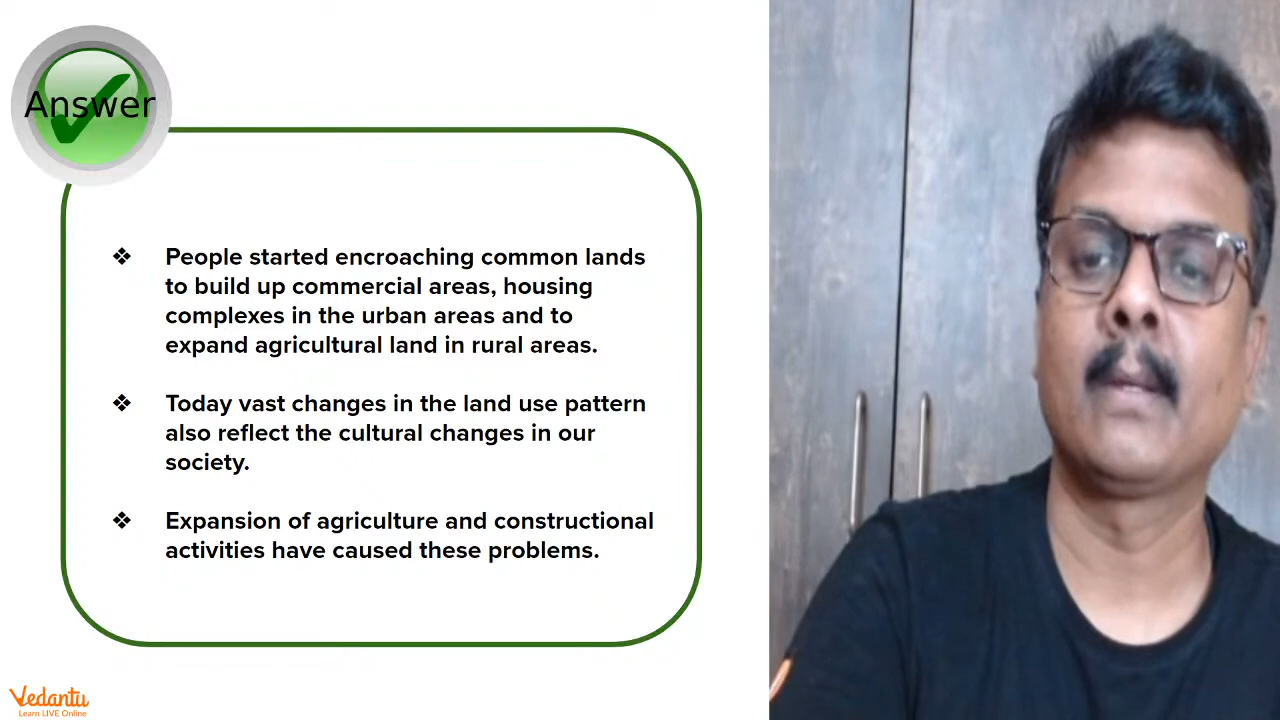 Answer
❖ People started encroaching common lands
to build up commercial areas, housing
complexes in the urban areas and to
expand agricultural land in rural areas.
❖ Today vast changes in the land use pattern
also reflect the cultural changes in our
society.
❖ Expansion of agriculture and constructional
activities have caused these problems.
Vedantu
Learn LIVE Online